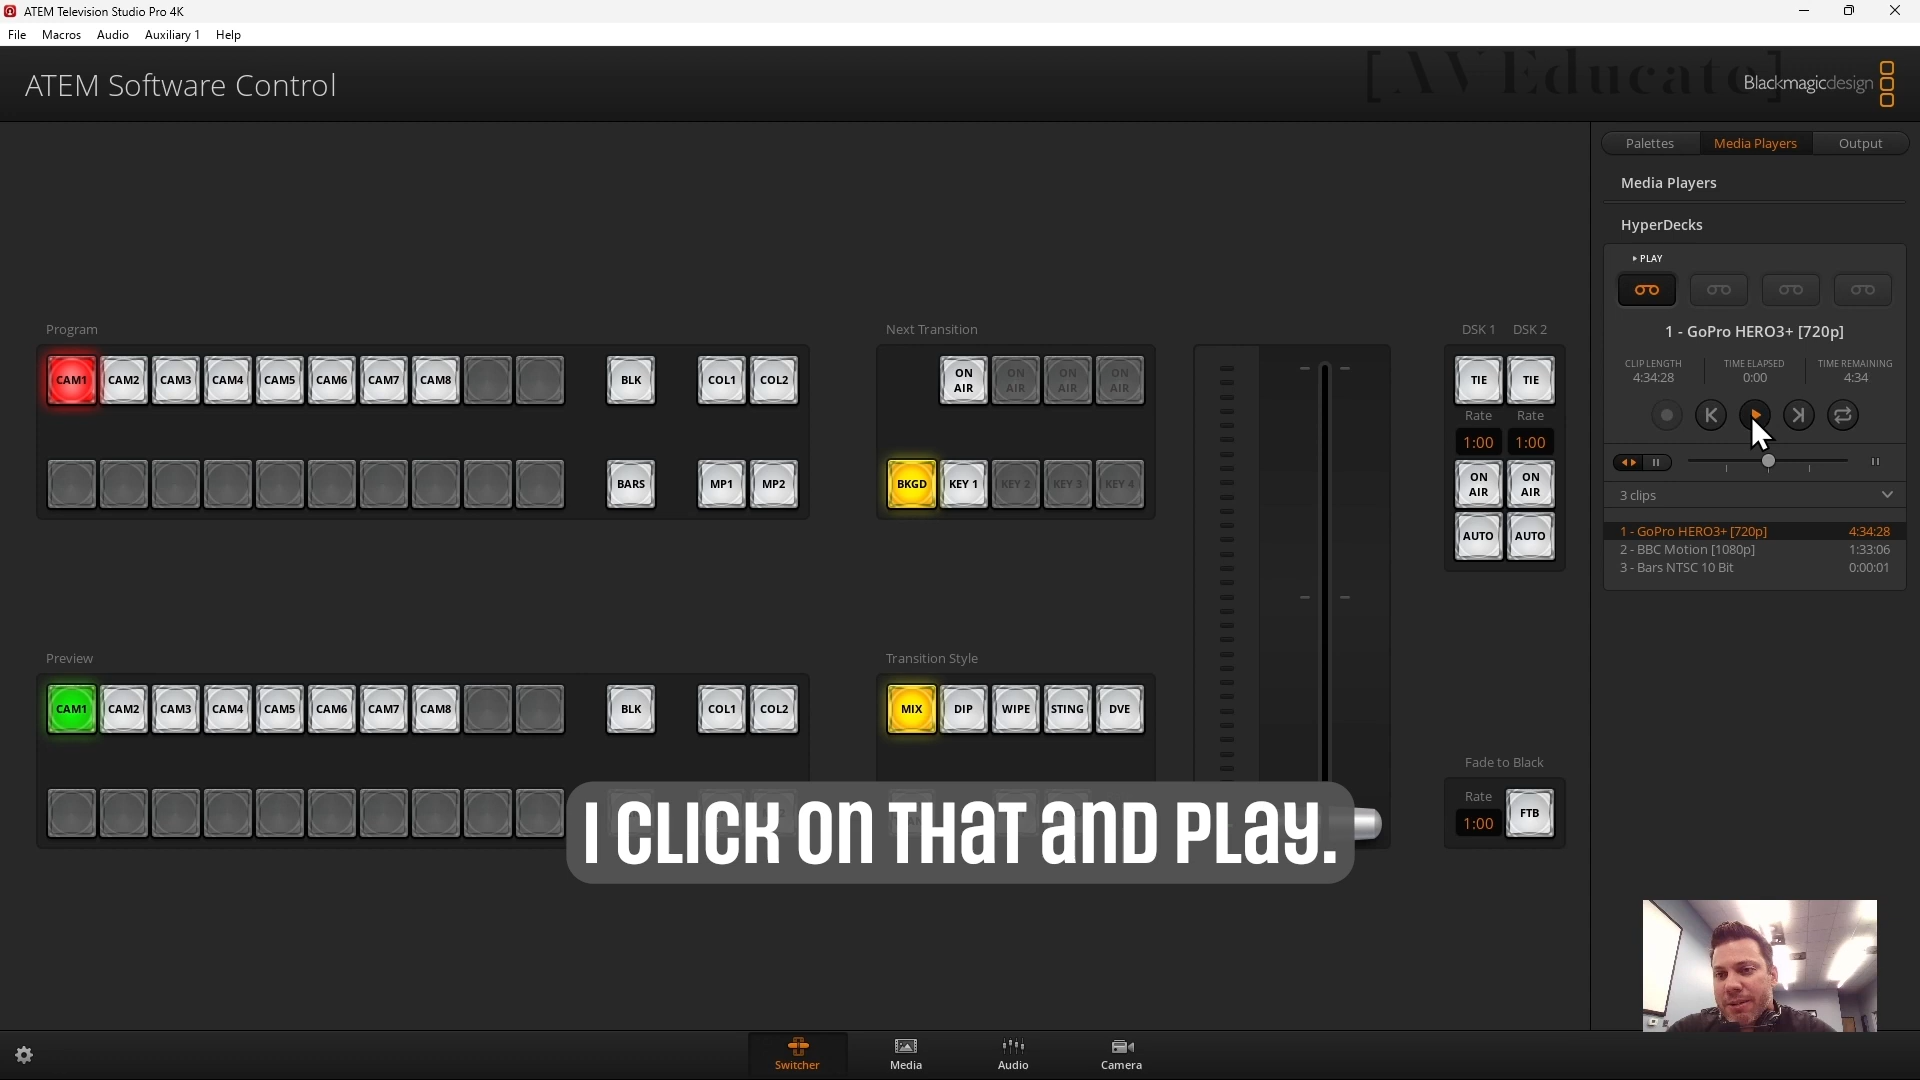 ATEM Television Studio Pro 4K
File Macros Audio Auxiliary 1 Help
ATEM Software Control
[AV Educate]
Blackmagicdesign
Palettes Media Players Output
Media Players
HyperDecks
PLAY
1 - GoPro HERO3+ [720p]
CLIP LENGTH TIME ELAPSED TIME REMAINING
4:34:28 0:00 4:34
3 clips
1 - GoPro HERO3+ [720p] 4:34:28
2 - BBC Motion [1080p] 1:33:06
3 - Bars NTSC 10 Bit 0:00:01
Program
CAM1 CAM2 CAM3 CAM4 CAM5 CAM6 CAM7 CAM8 BLK COL1 COL2
BARS MP1 MP2
Next Transition
ON AIR ON AIR ON AIR ON AIR
BKGD KEY 1 KEY 2 KEY 3 KEY 4
DSK 1 DSK 2
TIE TIE
Rate Rate
1:00 1:00
ON AIR ON AIR
AUTO AUTO
Preview
CAM1 CAM2 CAM3 CAM4 CAM5 CAM6 CAM7 CAM8 BLK COL1 COL2
Transition Style
MIX DIP WIPE STING DVE
Fade to Black
Rate
1:00 FTB
I CLICK ON THAT AND PLAY.
Switcher Media Audio Camera